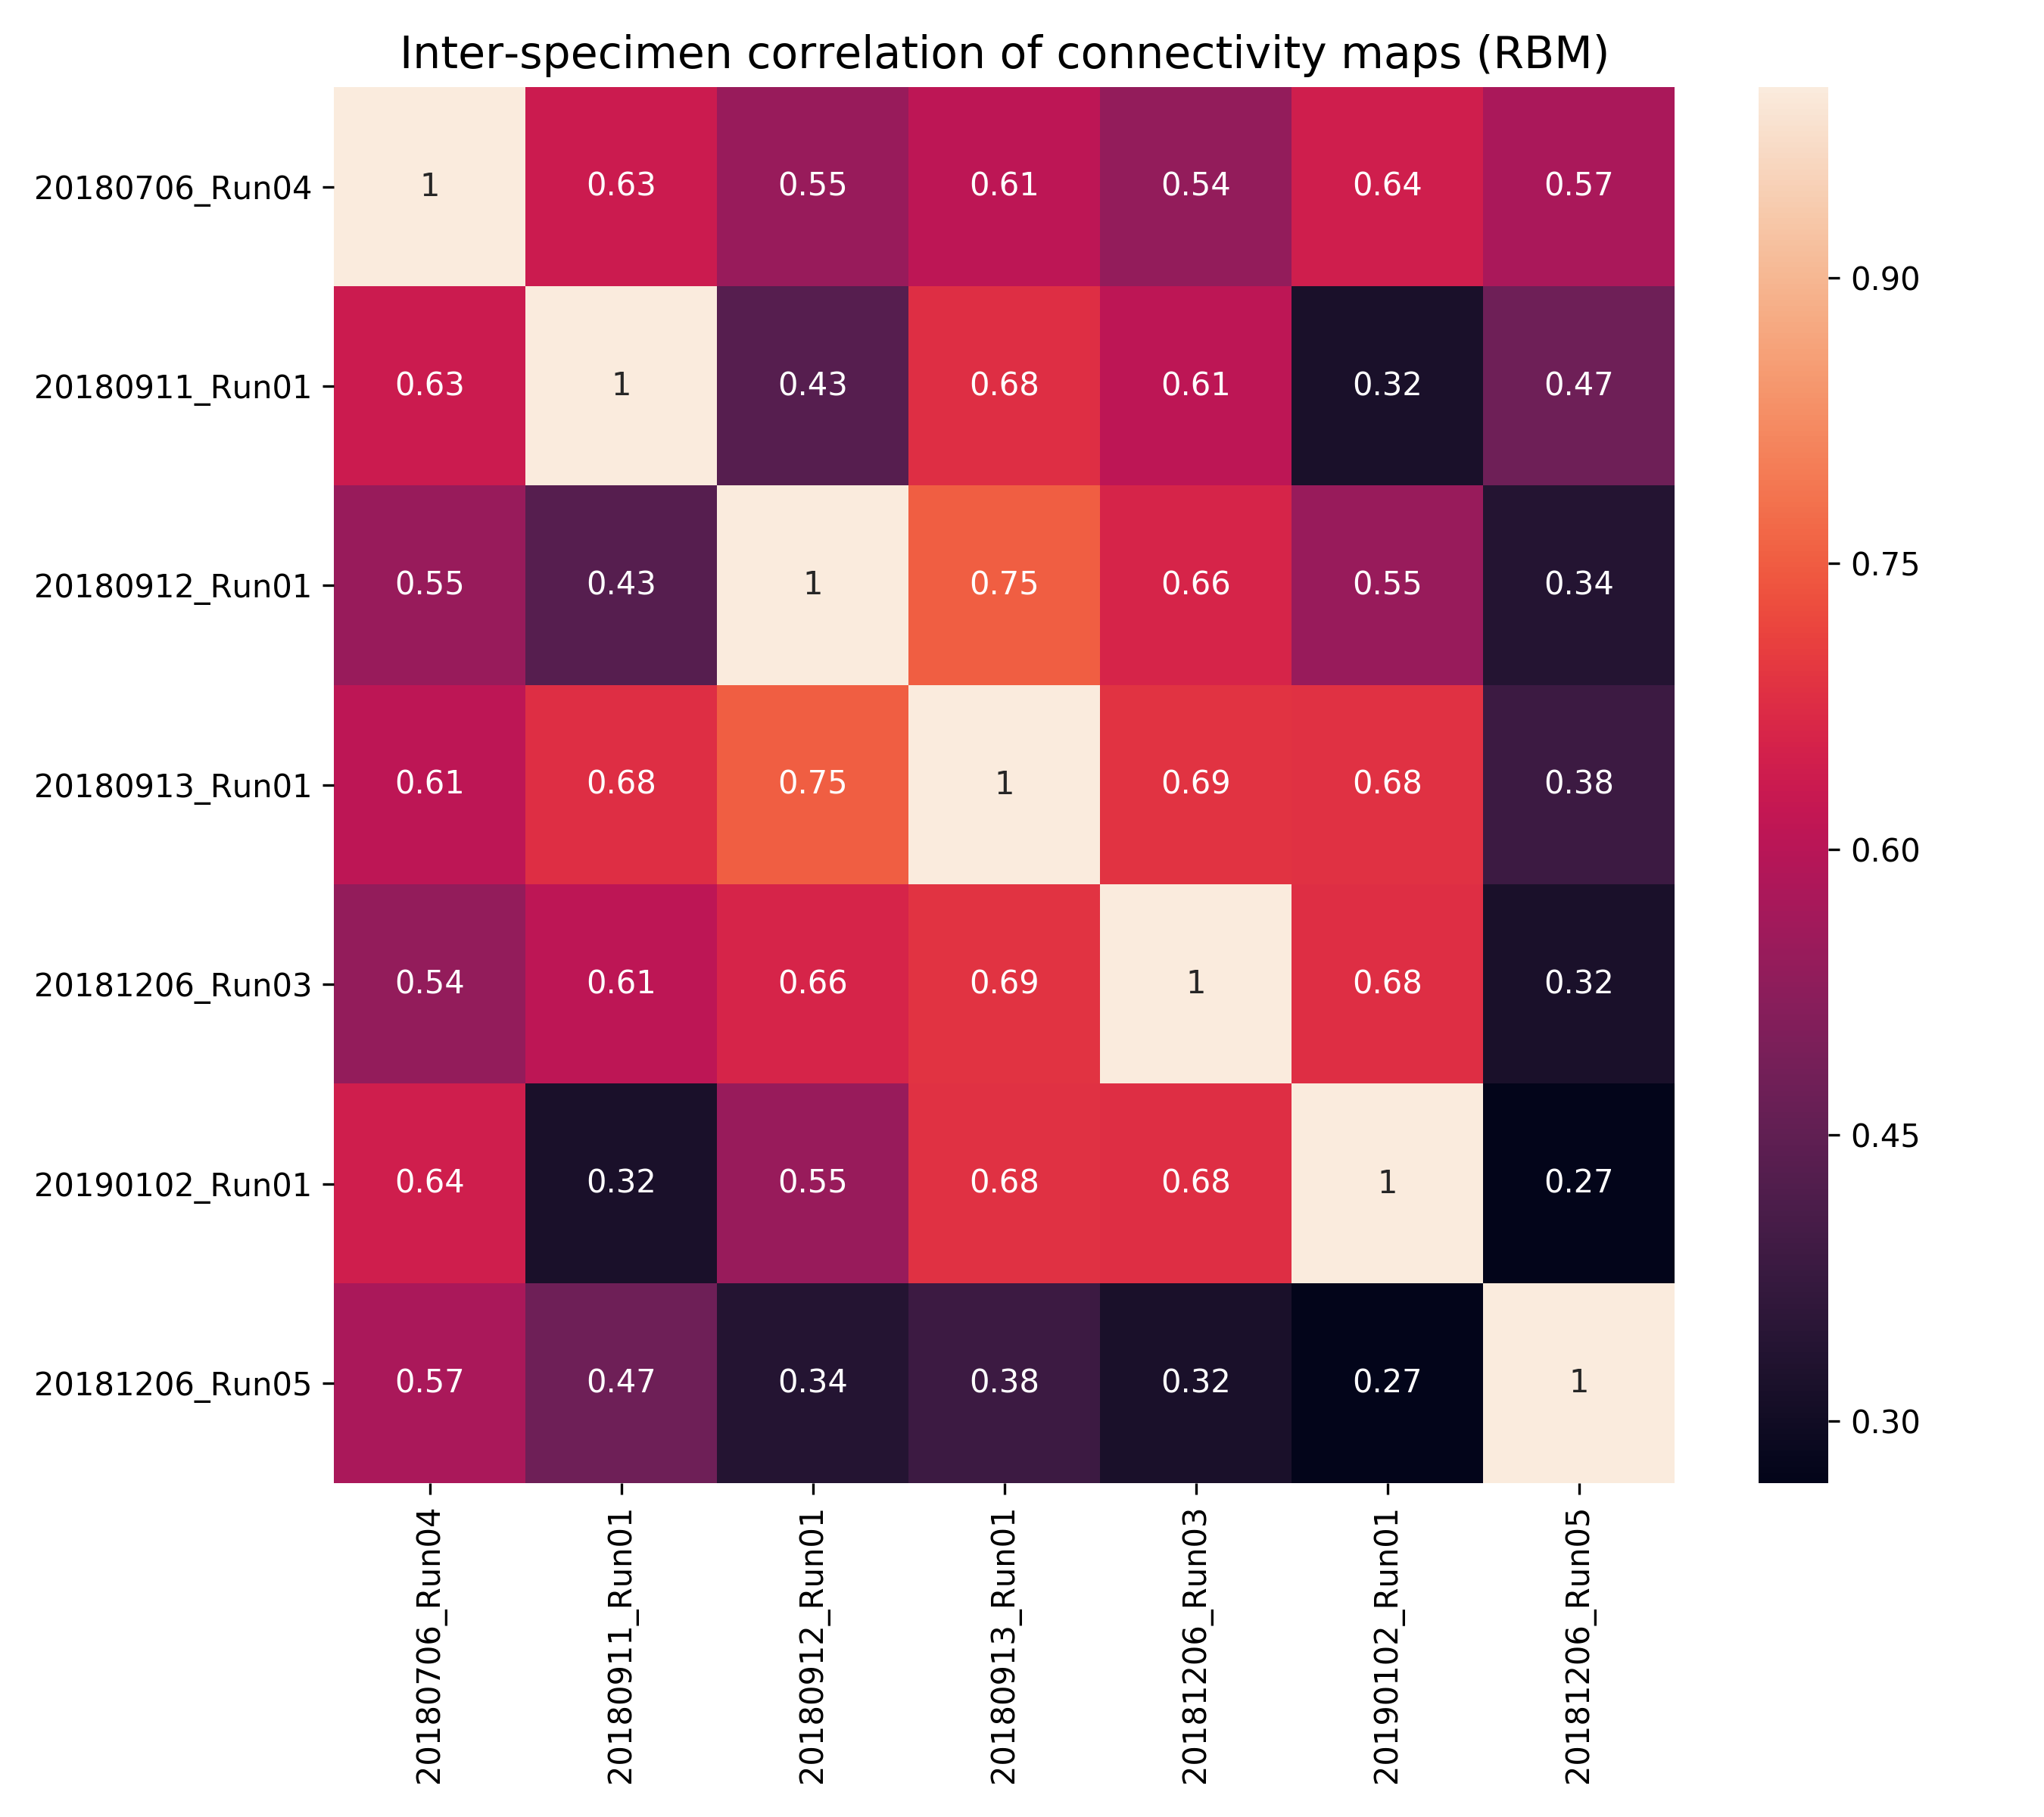 Inter-specimen correlation of connectivity maps (RBM)
20180706_Run04 1 0.63 0.55 0.61 0.54 0.64 0.57
20180911_Run01 0.63 1 0.43 0.68 0.61 0.32 0.47
20180912_Run01 0.55 0.43 1 0.75 0.66 0.55 0.34
20180913_Run01 0.61 0.68 0.75 1 0.69 0.68 0.38
20181206_Run03 0.54 0.61 0.66 0.69 1 0.68 0.32
20190102_Run01 0.64 0.32 0.55 0.68 0.68 1 0.27
20181206_Run05 0.57 0.47 0.34 0.38 0.32 0.27 1
20180706_Run04
20180911_Run01
20180912_Run01
20180913_Run01
20181206_Run03
20190102_Run01
20181206_Run05
0.90
0.75
0.60
0.45
0.30